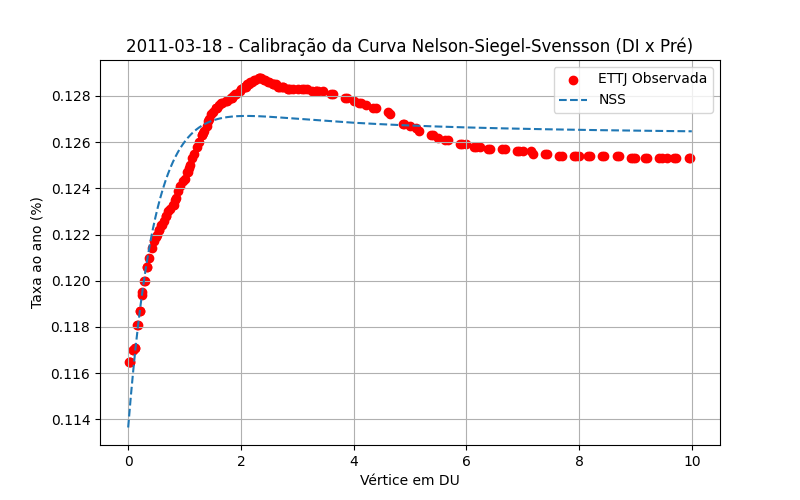 2011-03-18 - Calibração da Curva Nelson-Siegel-Svensson (DI x Pré)
ETTJ Observada
NSS
Taxa ao ano (%)
0.128
0.126
0.124
0.122
0.120
0.118
0.116
0.114
0 2 4 6 8 10
Vértice em DU